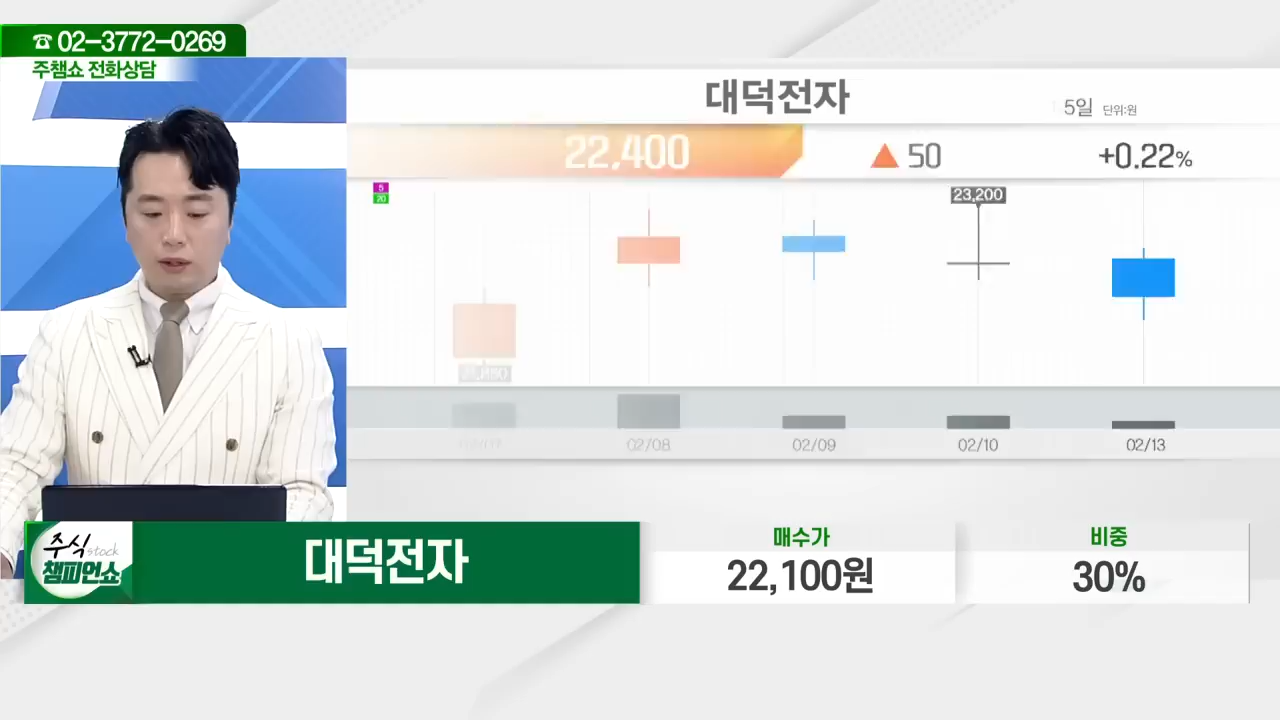 ☎ 02-3772-0269
주챔쇼 전화상담
대덕전자
5일 단위:원
22,400
▲ 50
+0.22%
5
20
23,200
02/08
02/09
02/10
02/13
주식 stock
챔피언쇼
대덕전자
매수가
22,100원
비중
30%